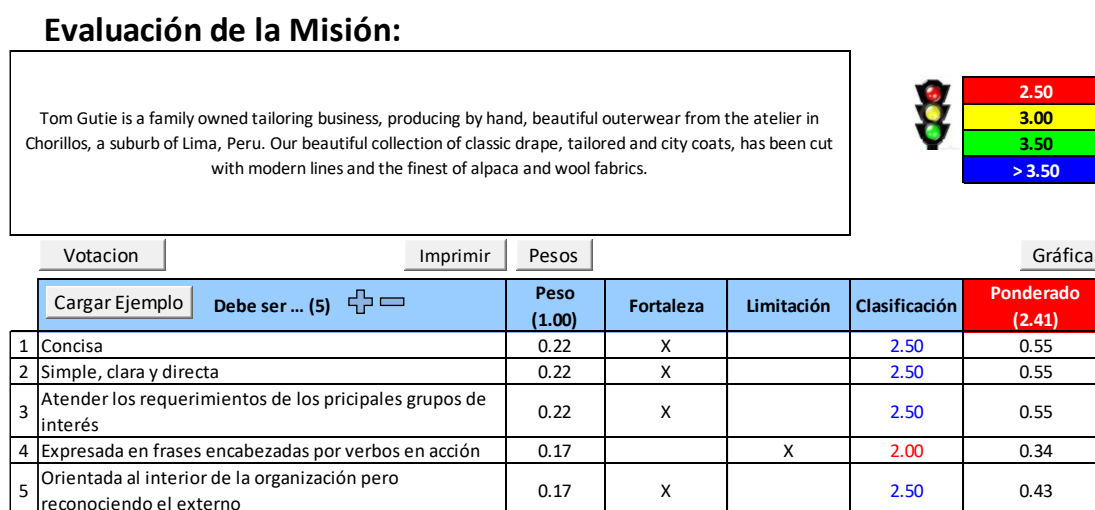 Evaluación de la Misión:
Tom Gutie is a family owned tailoring business, producing by hand, beautiful outerwear from the atelier in
Chorillos, a suburb of Lima, Peru. Our beautiful collection of classic drape, tailored and city coats, has been cut
with modern lines and the finest of alpaca and wool fabrics.
2.50
3.00
3.50
> 3.50
Votacion Imprimir Pesos Gráfica
Cargar Ejemplo Debe ser ... (5) Peso (1.00) Fortaleza Limitación Clasificación Ponderado (2.41)
1 Concisa 0.22 X 2.50 0.55
2 Simple, clara y directa 0.22 X 2.50 0.55
3 Atender los requerimientos de los pricipales grupos de
interés 0.22 X 2.50 0.55
4 Expresada en frases encabezadas por verbos en acción 0.17 X 2.00 0.34
5 Orientada al interior de la organización pero
reconociendo el externo 0.17 X 2.50 0.43